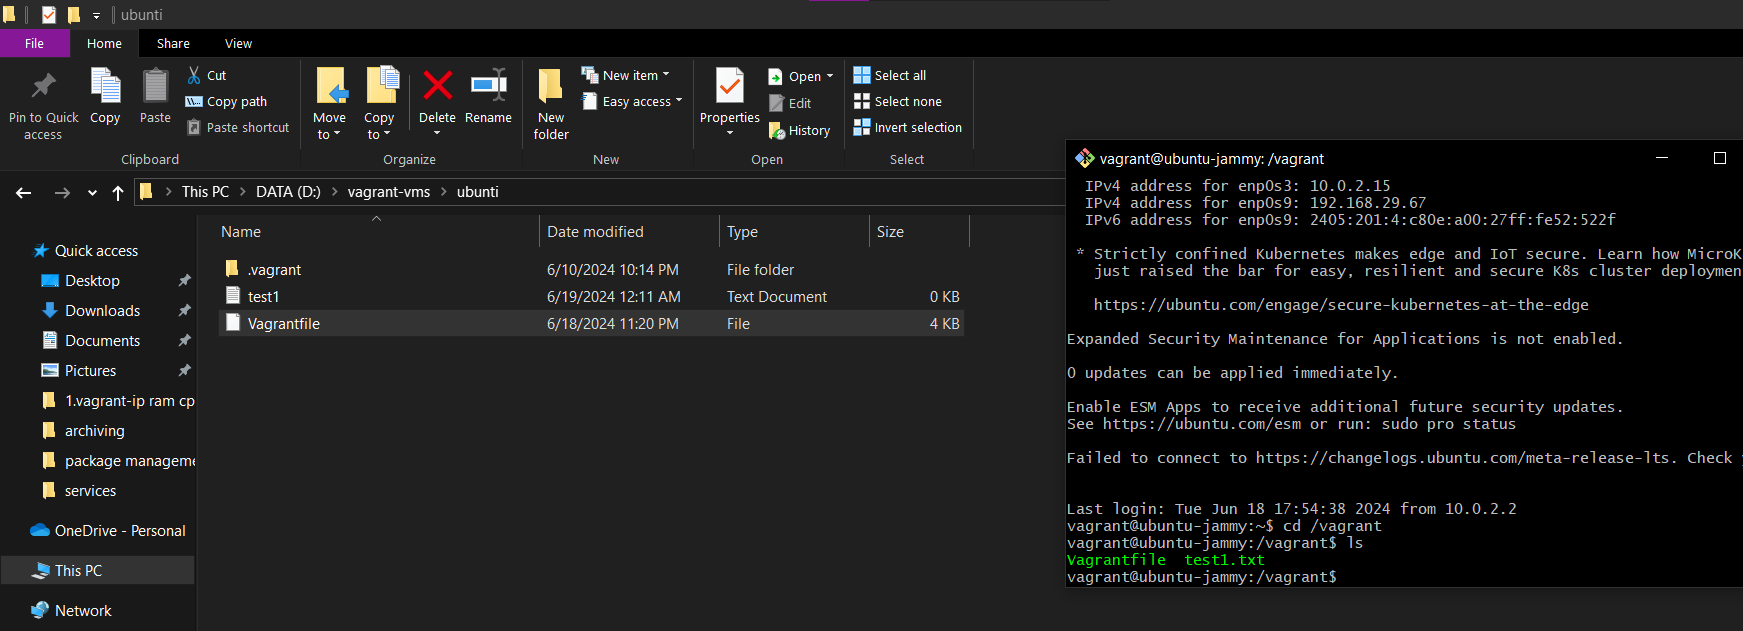 ubunti
File Home Share View
Pin to Quick access
Copy
Paste
Cut
Copy path
Paste shortcut
Clipboard
Move to
Copy to
Delete
Rename
Organize
New folder
New item
Easy access
New
Properties
Open
Edit
History
Open
Select all
Select none
Invert selection
Select
This PC > DATA (D:) > vagrant-vms > ubunti
Name Date modified Type Size
.vagrant 6/10/2024 10:14 PM File folder
test1 6/19/2024 12:11 AM Text Document 0 KB
Vagrantfile 6/18/2024 11:20 PM File 4 KB
Quick access
Desktop
Downloads
Documents
Pictures
1.vagrant-ip ram cp
archiving
package manageme
services
OneDrive - Personal
This PC
Network
vagrant@ubuntu-jammy: /vagrant
IPv4 address for enp0s3: 10.0.2.15
IPv4 address for enp0s9: 192.168.29.67
IPv6 address for enp0s9: 2405:201:4:c80e:a00:27ff:fe52:522f
* Strictly confined Kubernetes makes edge and IoT secure. Learn how MicroK
just raised the bar for easy, resilient and secure K8s cluster deploymen
https://ubuntu.com/engage/secure-kubernetes-at-the-edge
Expanded Security Maintenance for Applications is not enabled.
0 updates can be applied immediately.
Enable ESM Apps to receive additional future security updates.
See https://ubuntu.com/esm or run: sudo pro status
Failed to connect to https://changelogs.ubuntu.com/meta-release-lts. Check
Last login: Tue Jun 18 17:54:38 2024 from 10.0.2.2
vagrant@ubuntu-jammy:~$ cd /vagrant
vagrant@ubuntu-jammy:/vagrant$ ls
Vagrantfile test1.txt
vagrant@ubuntu-jammy:/vagrant$